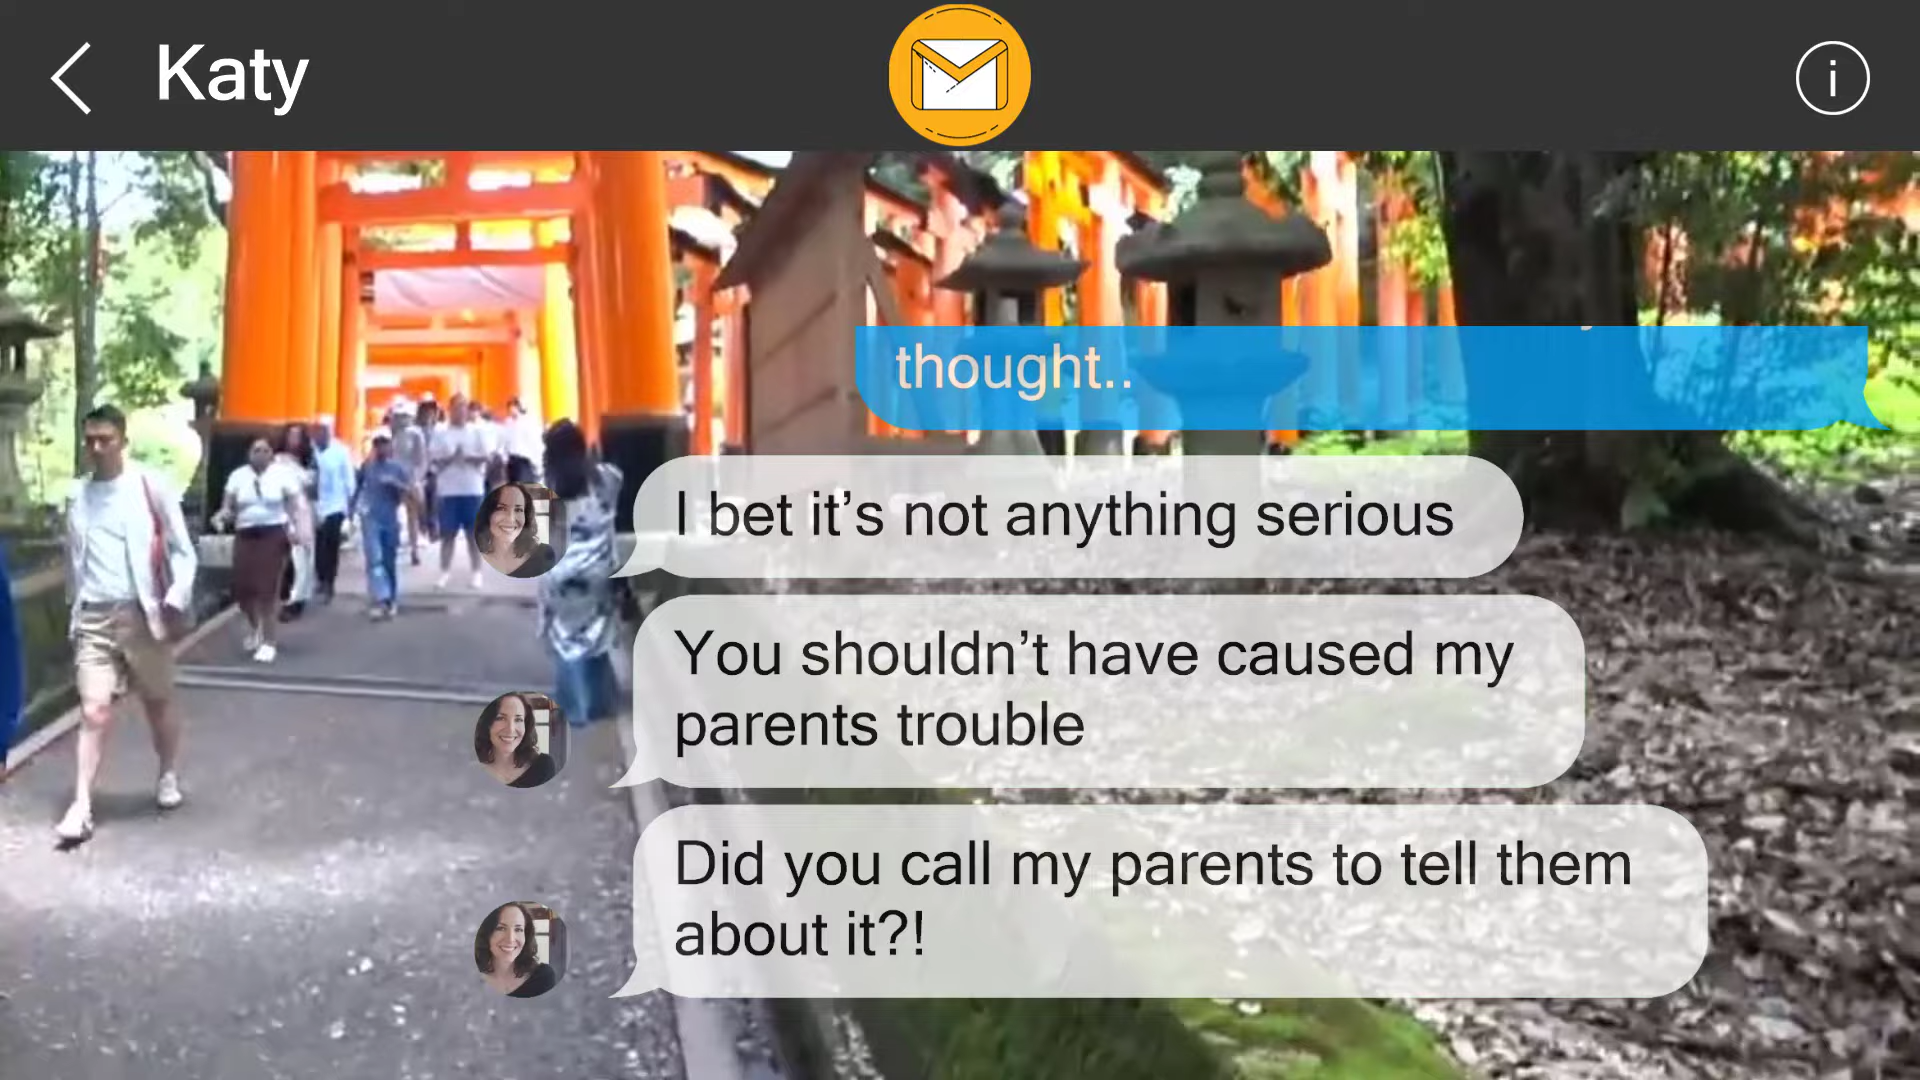 Katy
i
thought..
I bet it’s not anything serious
You shouldn’t have caused my
parents trouble
Did you call my parents to tell them
about it?!